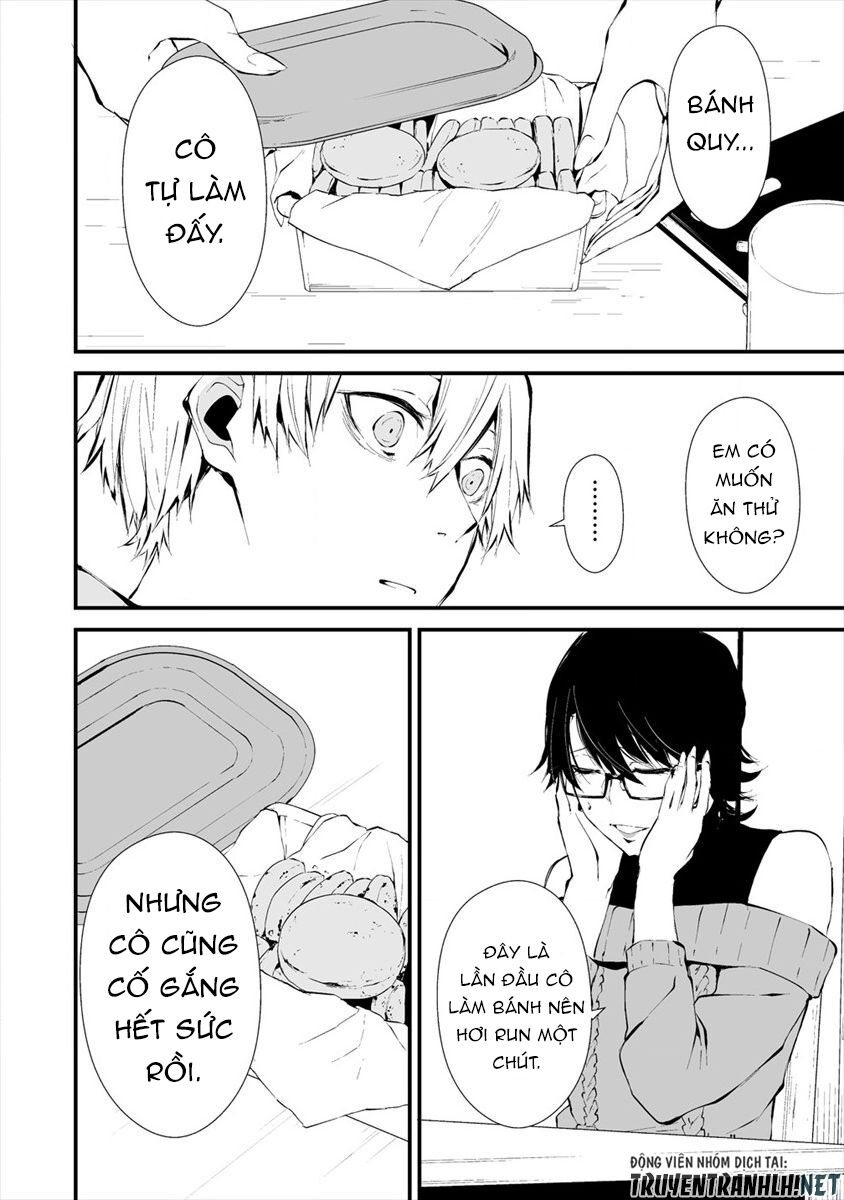 BÁNH
QUY...
CÔ
TỰ LÀM
ĐẤY.
EM CÓ
MUỐN
ĂN THỬ
KHÔNG?
.........
ĐÂY LÀ
LẦN ĐẦU CÔ
LÀM BÁNH NÊN
HƠI RUN MỘT
CHÚT.
NHƯNG
CÔ CŨNG
CỐ GẮNG
HẾT SỨC
RỒI.
ĐỘNG VIÊN NHÓM DỊCH TẠI:
TRUYENTRANHLH.NET